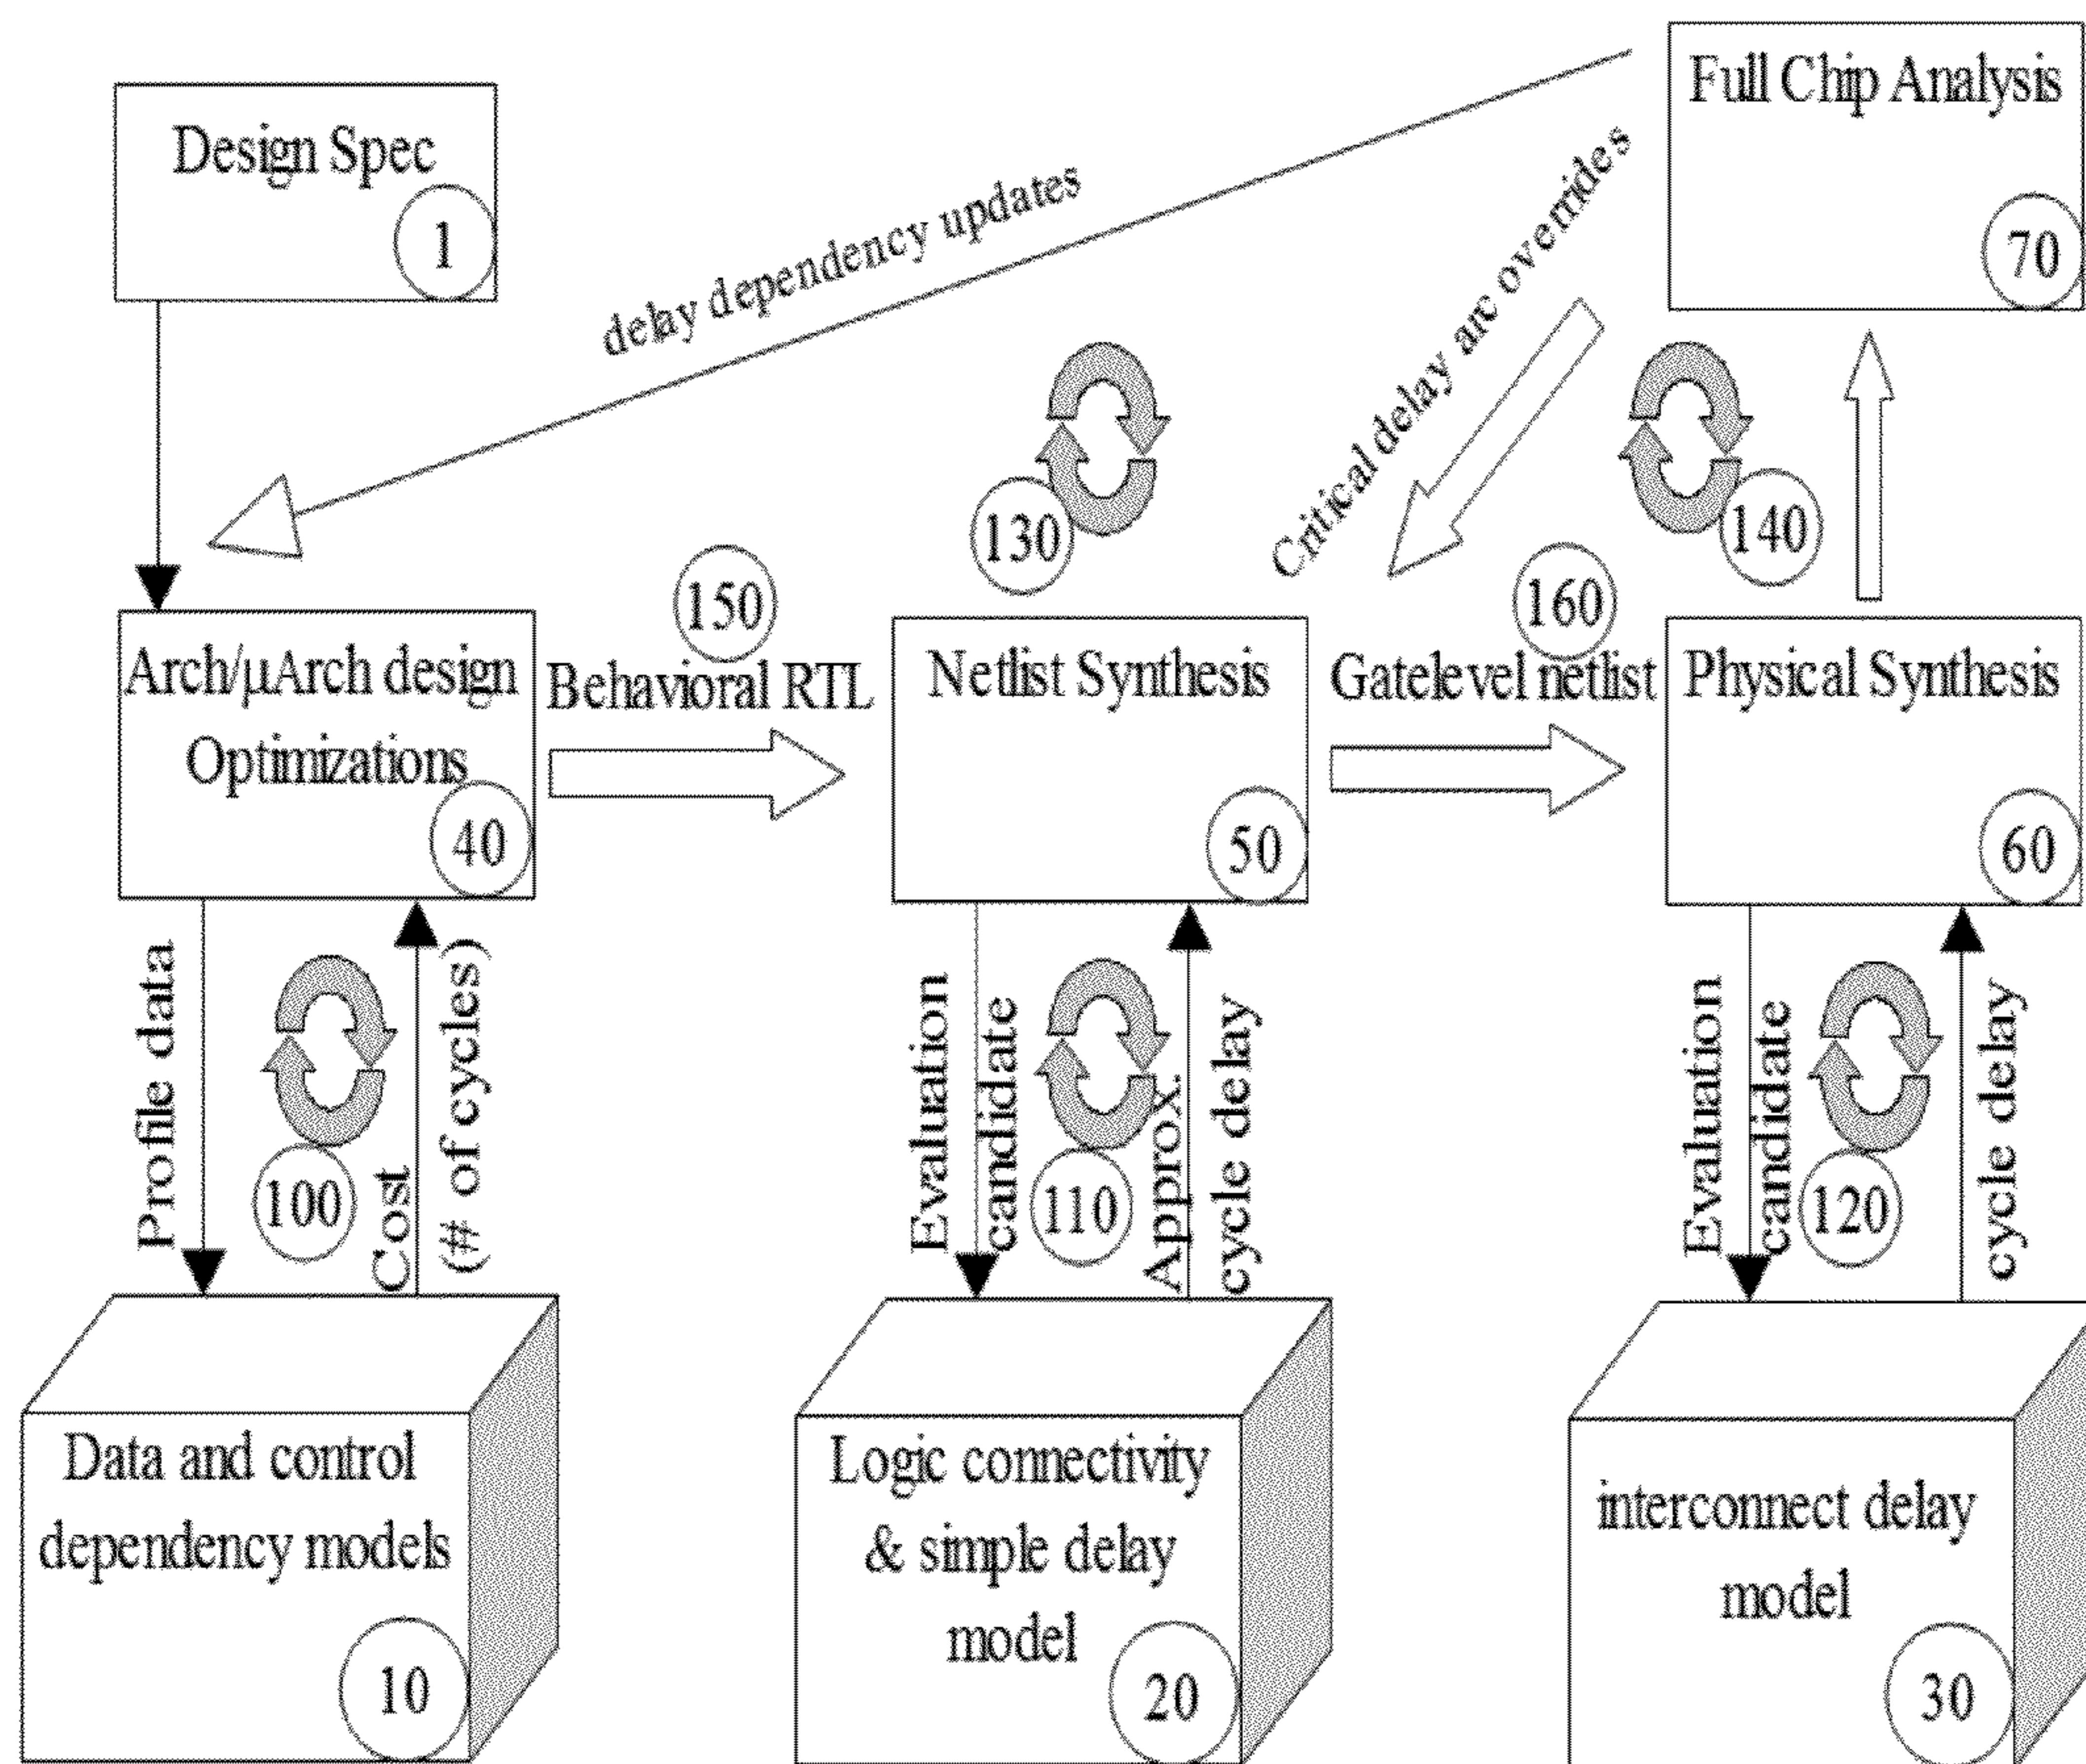 Design Spec
1
Full Chip Analysis
70
delay dependency updates
Critical delay arc overrides
130
140
150
160
Arch/µArch design
Optimizations
40
Behavioral RTL
Netlist Synthesis
50
Gatelevel netlist
Physical Synthesis
60
Profile data
100
Cost
(# of cycles)
Evaluation
candidate
110
Approx.
cycle delay
Evaluation
candidate
120
cycle delay
Data and control
dependency models
10
Logic connectivity
& simple delay
model
20
interconnect delay
model
30